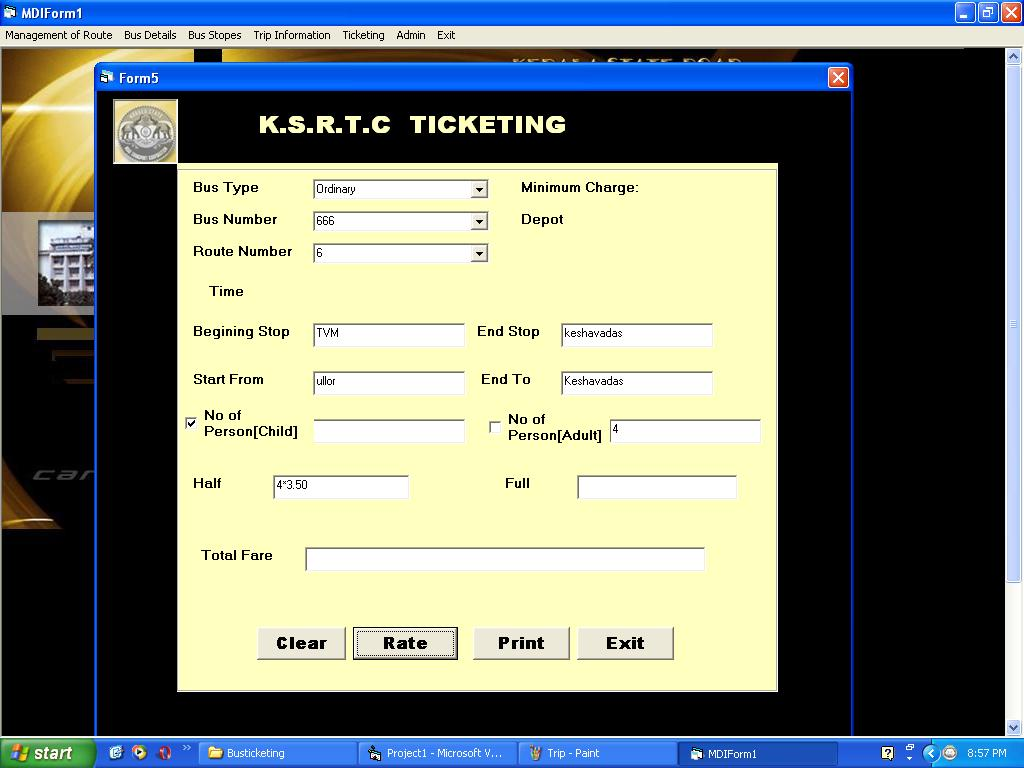 MDIForm1
Management of Route Bus Details Bus Stopes Trip Information Ticketing Admin Exit
Form5
K.S.R.T.C TICKETING
Bus Type Ordinary Minimum Charge:
Bus Number 666 Depot
Route Number 6
Time
Begining Stop TVM End Stop keshavadas
Start From ullor End To Keshavadas
No of
Person[Child]
No of
Person[Adult] 4
Half 4*3.50 Full
Total Fare
Clear Rate Print Exit
start Busticketing Project1 - Microsoft V... Trip - Paint MDIForm1 8:57 PM